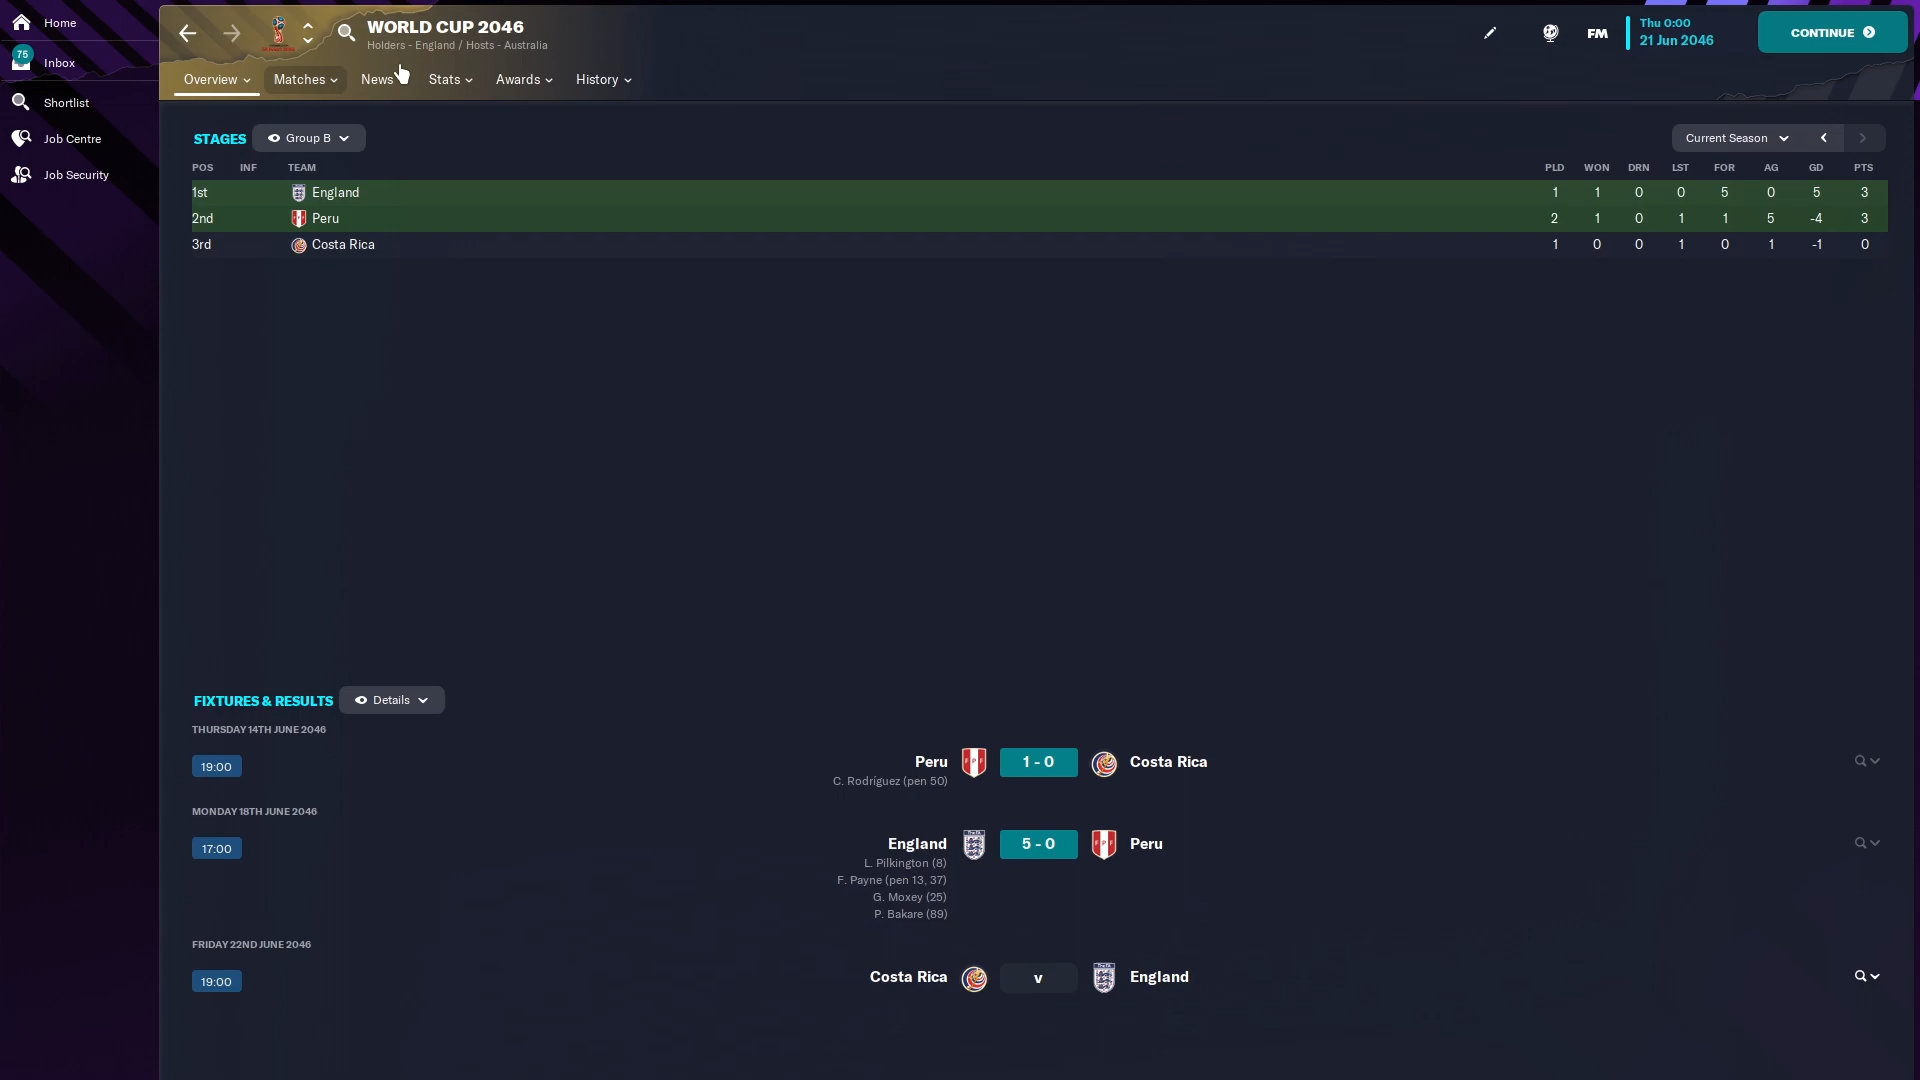 Home
75
Inbox
Shortlist
Job Centre
Job Security
WORLD CUP 2046
Holders - England / Hosts - Australia
FM
Thu 0:00
21 Jun 2046
CONTINUE
Overview Matches News Stats Awards History
STAGES Group B
Current Season
POS INF TEAM PLD WON DRN LST FOR AG GD PTS
1st England 1 1 0 0 5 0 5 3
2nd Peru 2 1 0 1 1 5 -4 3
3rd Costa Rica 1 0 0 1 0 1 -1 0
FIXTURES & RESULTS Details
THURSDAY 14TH JUNE 2046
19:00 Peru 1 - 0 Costa Rica
C. Rodríguez (pen 50)
MONDAY 18TH JUNE 2046
17:00 England 5 - 0 Peru
L. Pilkington (8)
F. Payne (pen 13, 37)
G. Moxey (25)
P. Bakare (89)
FRIDAY 22ND JUNE 2046
19:00 Costa Rica v England